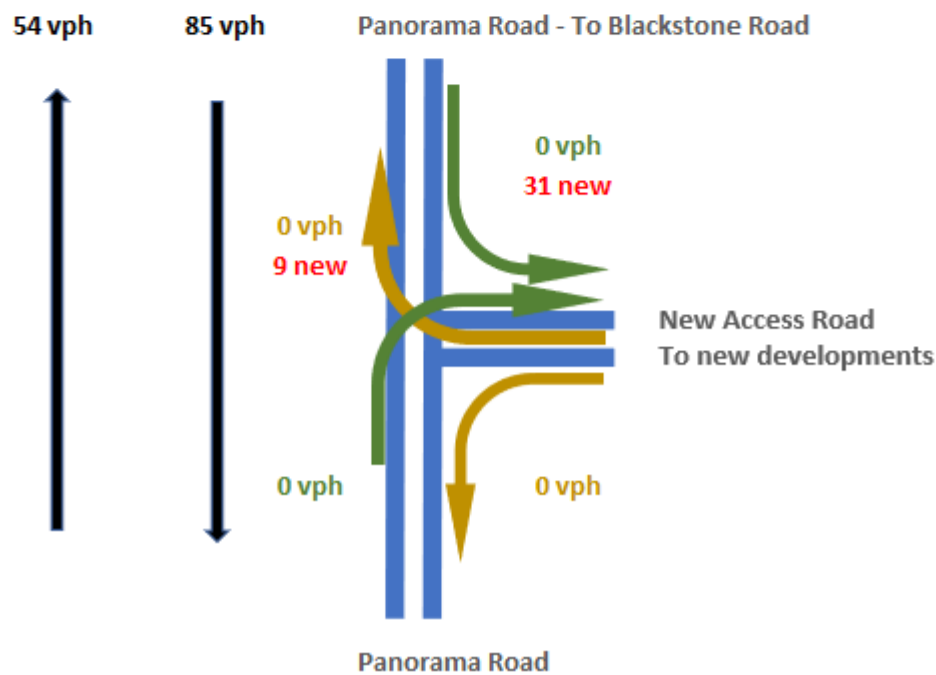 54 vph
85 vph
Panorama Road - To Blackstone Road
0 vph
31 new
0 vph
9 new
New Access Road
To new developments
0 vph
0 vph
Panorama Road